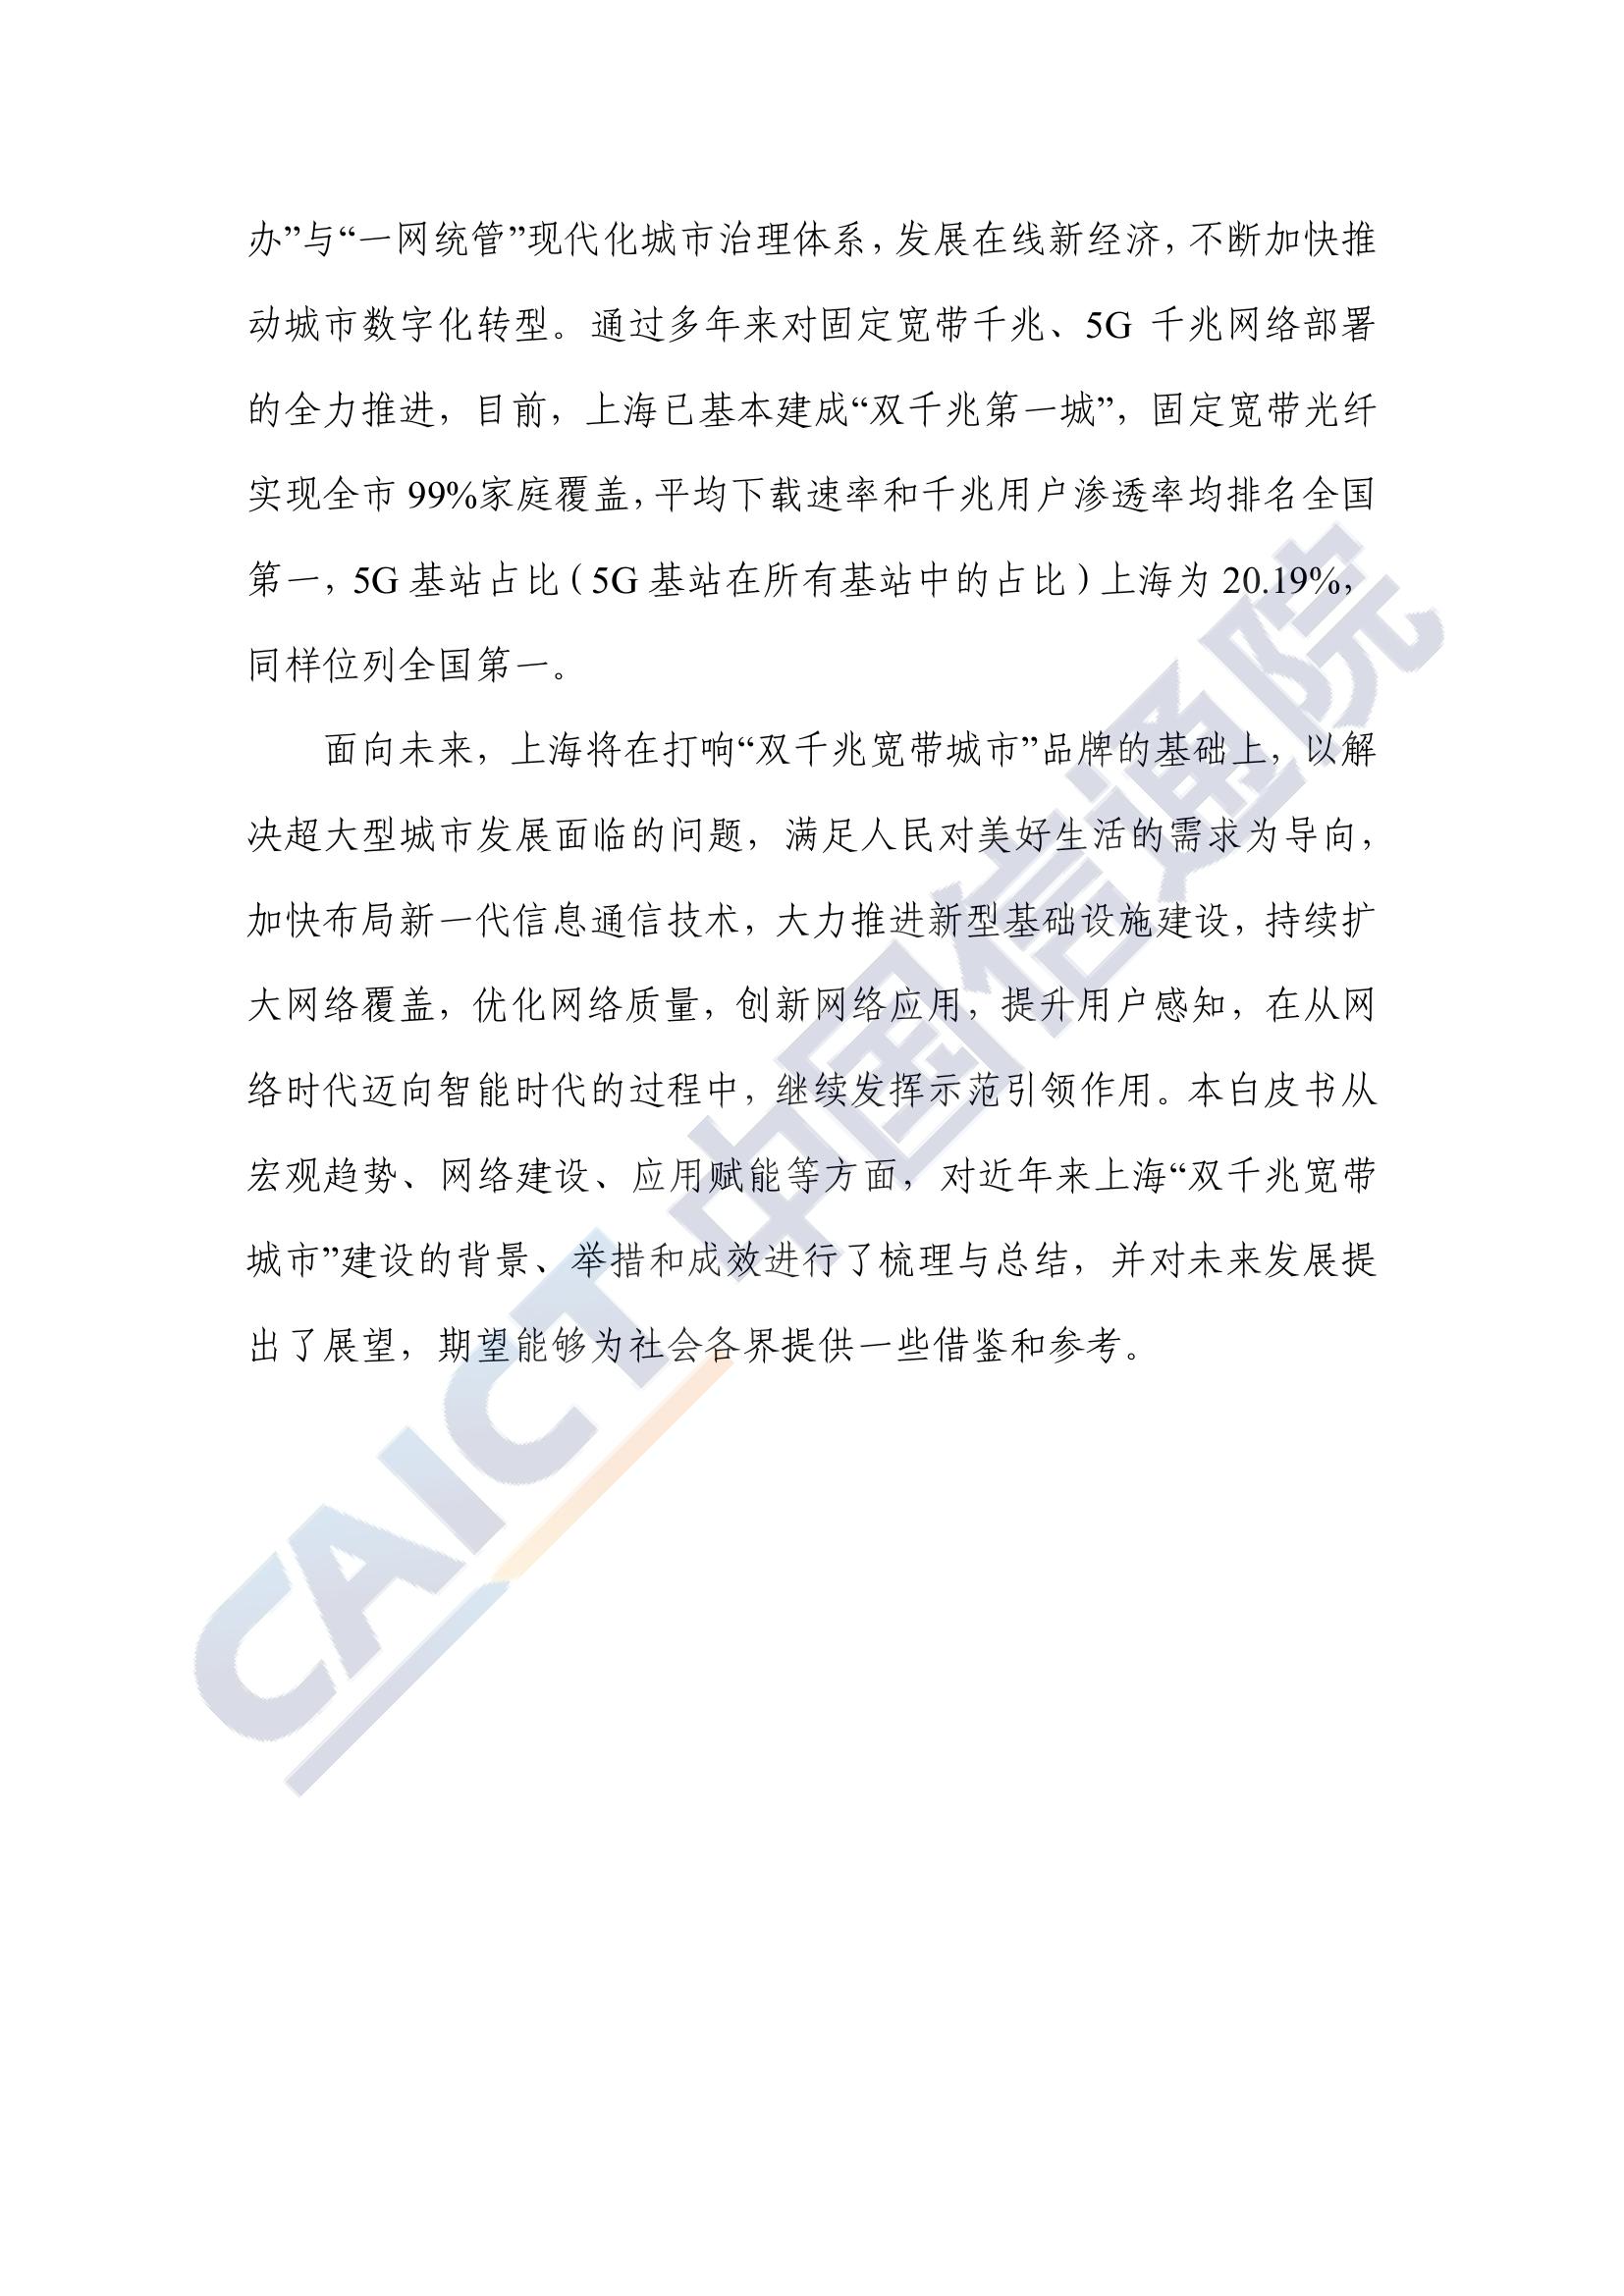 办”与“一网统管”现代化城市治理体系，发展在线新经济，不断加快推
动城市数字化转型。通过多年来对固定宽带千兆、5G 千兆网络部署
的全力推进，目前，上海已基本建成“双千兆第一城”，固定宽带光纤
实现全市 99%家庭覆盖，平均下载速率和千兆用户渗透率均排名全国
第一，5G 基站占比（5G 基站在所有基站中的占比）上海为 20.19%，
同样位列全国第一。
面向未来，上海将在打响“双千兆宽带城市”品牌的基础上，以解
决超大型城市发展面临的问题，满足人民对美好生活的需求为导向，
加快布局新一代信息通信技术，大力推进新型基础设施建设，持续扩
大网络覆盖，优化网络质量，创新网络应用，提升用户感知，在从网
络时代迈向智能时代的过程中，继续发挥示范引领作用。本白皮书从
宏观趋势、网络建设、应用赋能等方面，对近年来上海“双千兆宽带
城市”建设的背景、举措和成效进行了梳理与总结，并对未来发展提
出了展望，期望能够为社会各界提供一些借鉴和参考。
CAICT 中国信通院